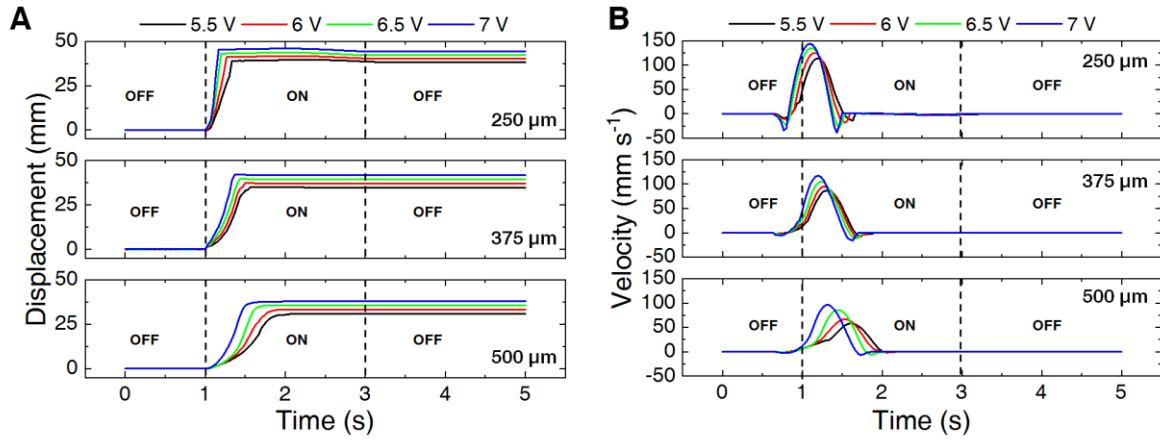 A
5.5 V 6 V 6.5 V 7 V
Displacement (mm)
50
25
0
OFF ON OFF
250 µm
50
25
0
OFF ON OFF
375 µm
50
25
0
OFF ON OFF
500 µm
0 1 2 3 4 5
Time (s)
B
5.5 V 6 V 6.5 V 7 V
Velocity (mm s⁻¹)
150
100
50
0
-50
250 µm
OFF ON OFF
150
100
50
0
-50
375 µm
OFF ON OFF
150
100
50
0
-50
500 µm
OFF ON OFF
0 1 2 3 4 5
Time (s)